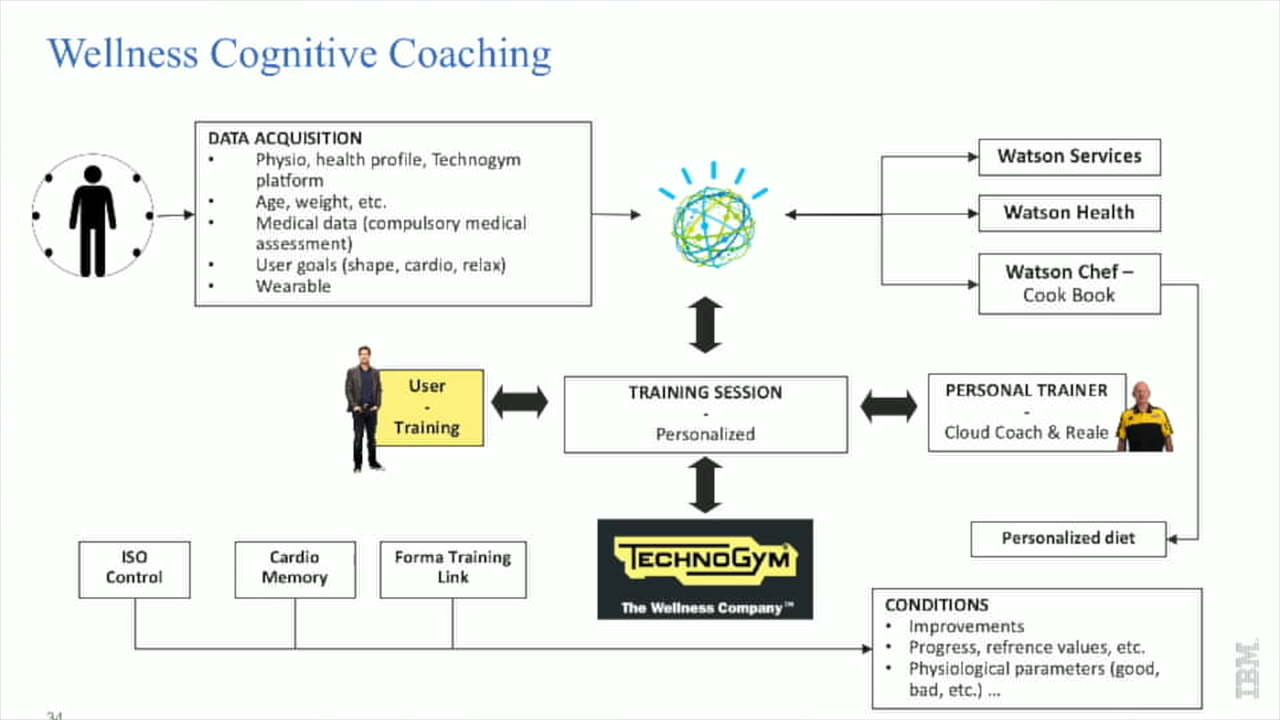 Wellness Cognitive Coaching
DATA ACQUISITION
• Physio, health profile, Technogym
platform
• Age, weight, etc.
• Medical data (compulsory medical
assessment)
• User goals (shape, cardio, relax)
• Wearable
Watson Services
Watson Health
Watson Chef –
Cook Book
User
-
Training
TRAINING SESSION
-
Personalized
PERSONAL TRAINER
-
Cloud Coach & Reale
Personalized diet
ISO
Control
Cardio
Memory
Forma Training
Link
TECHNOGYM
The Wellness Company™
CONDITIONS
• Improvements
• Progress, refrence values, etc.
• Physiological parameters (good,
bad, etc.) ...
IBM
34